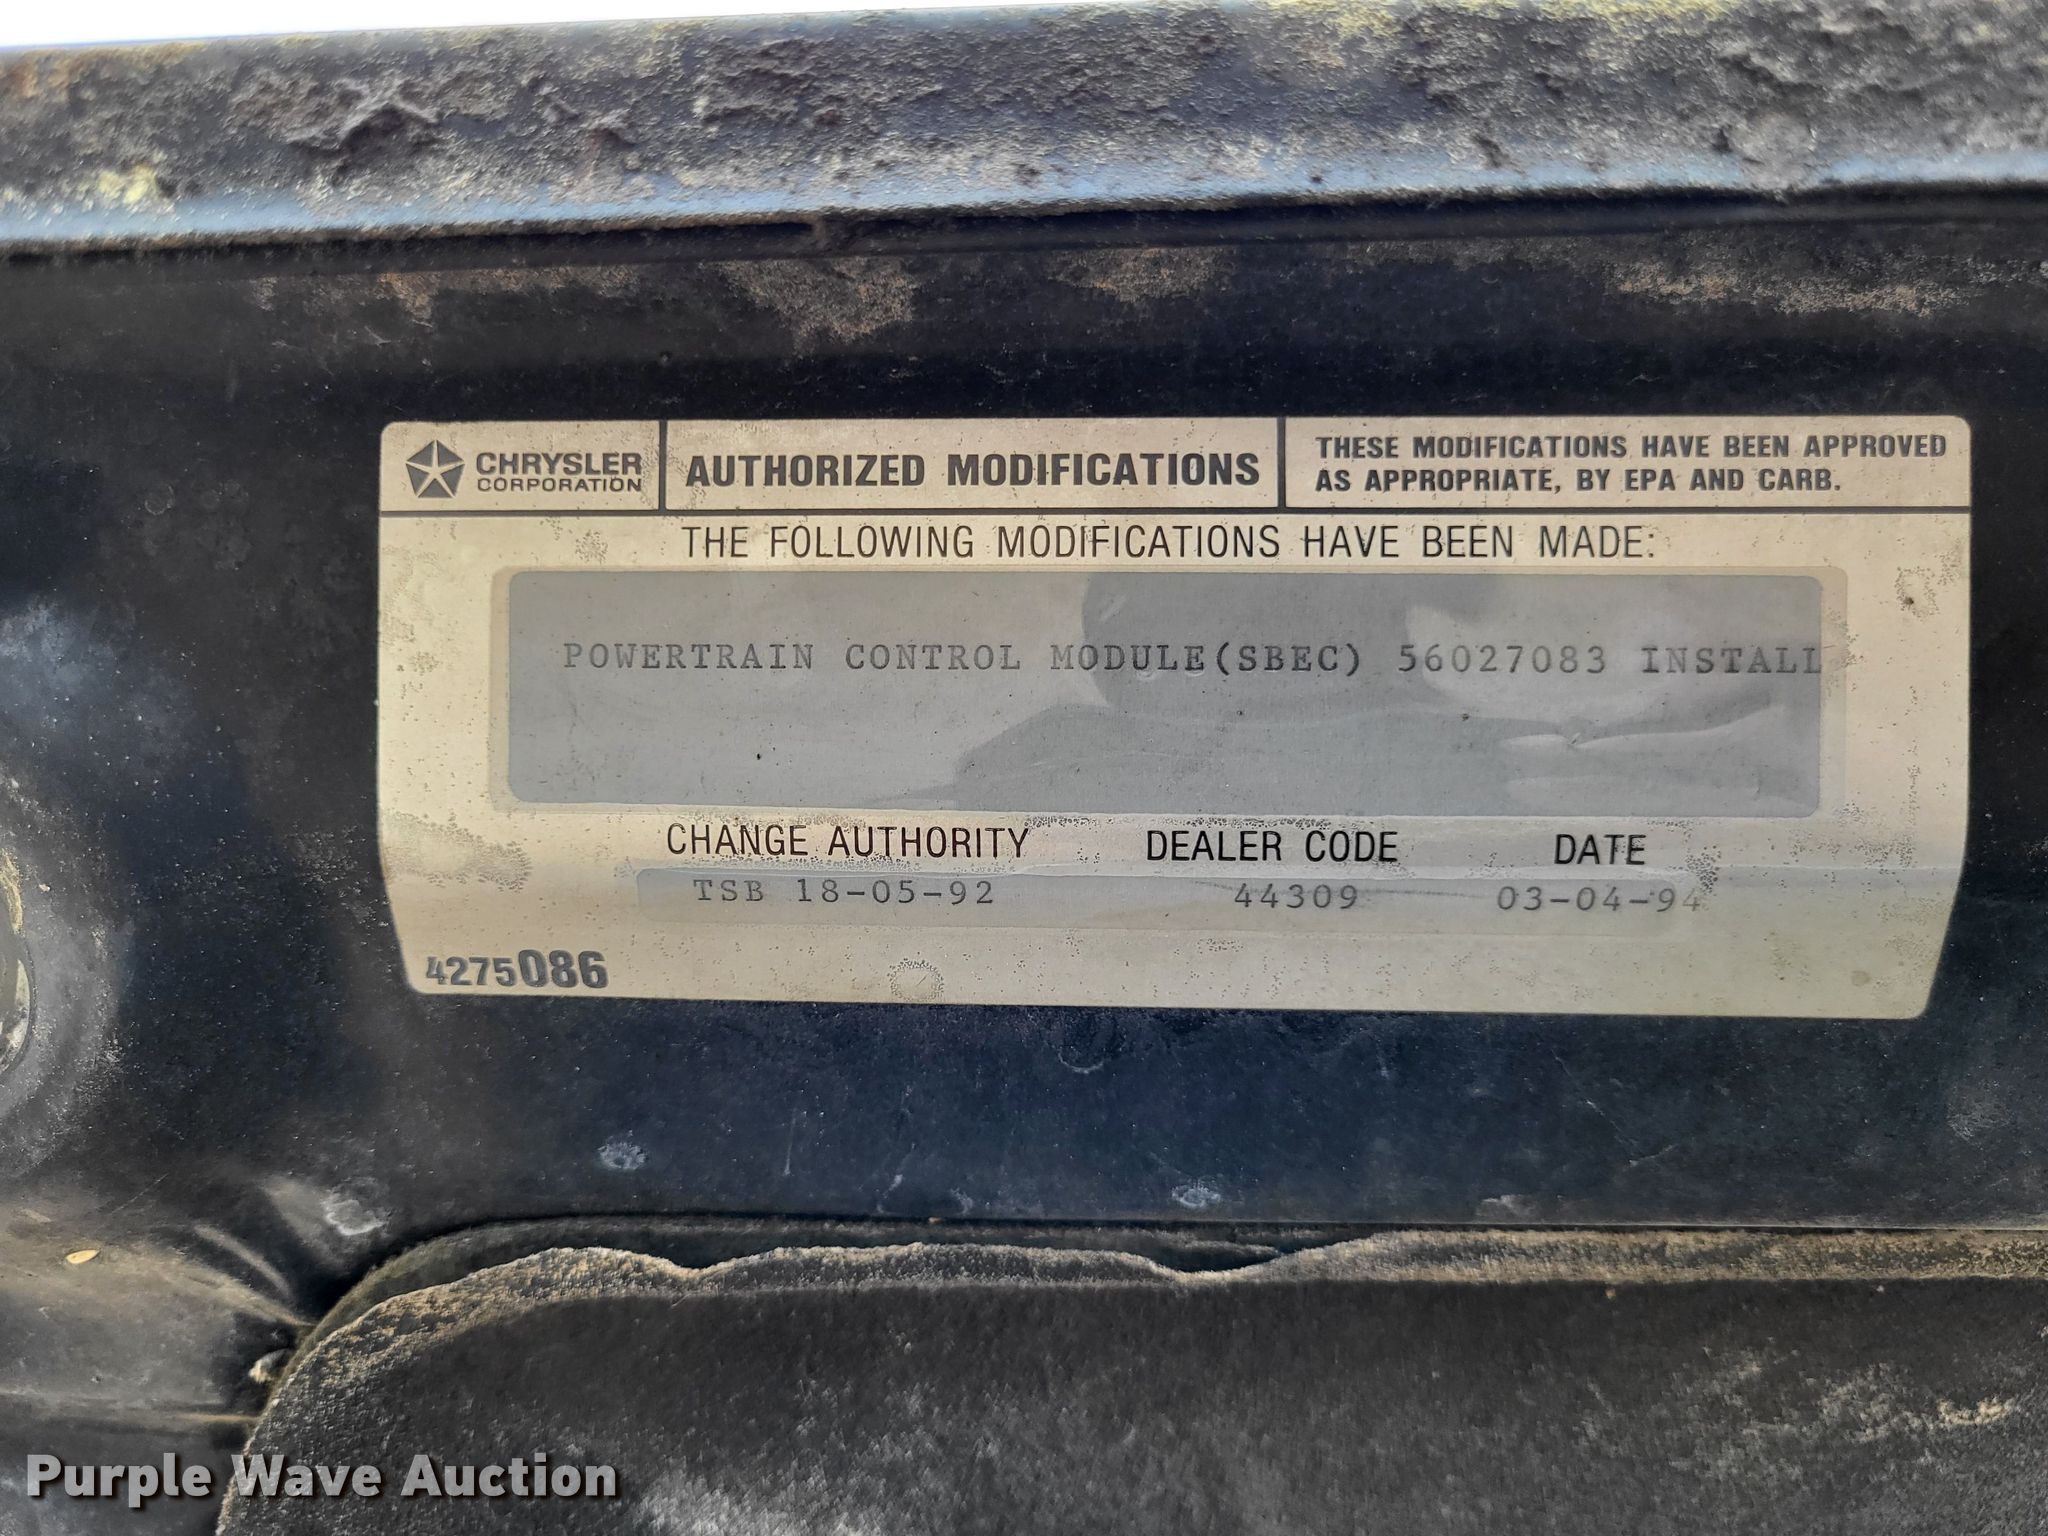 CHRYSLER
CORPORATION
AUTHORIZED MODIFICATIONS
THESE MODIFICATIONS HAVE BEEN APPROVED
AS APPROPRIATE, BY EPA AND CARB.
THE FOLLOWING MODIFICATIONS HAVE BEEN MADE:
POWERTRAIN CONTROL MODULE(SBEC) 56027083 INSTALL
CHANGE AUTHORITY DEALER CODE DATE
TSB 18-05-92 44309 03-04-94
4275086
Purple Wave Auction